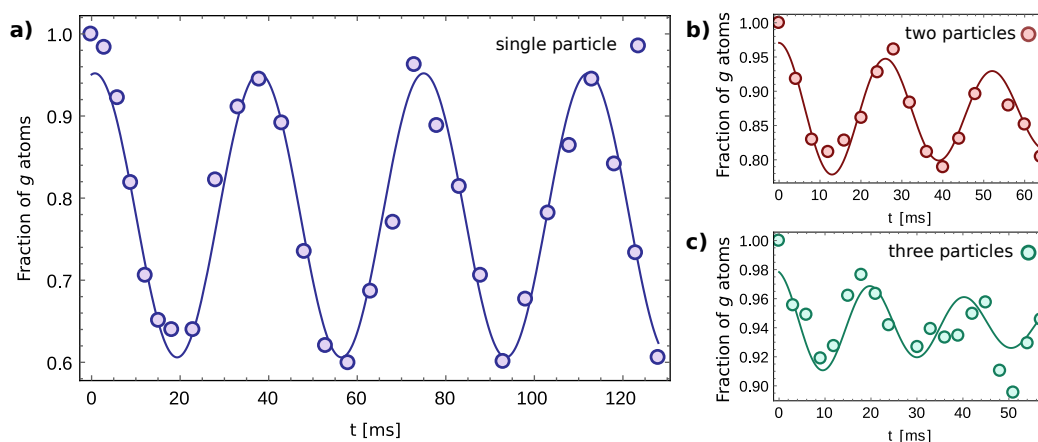 a)
single particle
Fraction of g atoms
1.0
0.9
0.8
0.7
0.6
0 20 40 60 80 100 120
t [ms]
b)
two particles
Fraction of g atoms
1.00
0.95
0.90
0.85
0.80
0 10 20 30 40 50 60
t [ms]
c)
three particles
Fraction of g atoms
1.00
0.98
0.96
0.94
0.92
0.90
0 10 20 30 40 50
t [ms]